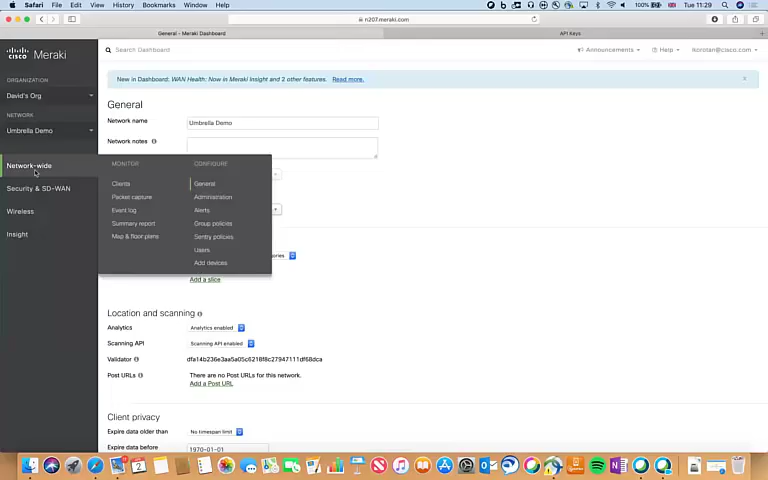 Safari File Edit View History Bookmarks Window Help
100% Tue 11:29
n207.meraki.com
General - Meraki Dashboard
API Keys
CISCO Meraki
Search Dashboard
Announcements
Help
ORGANIZATION
David's Org
NETWORK
Umbrella Demo
Network-wide
Security & SD-WAN
Wireless
Insight
New in Dashboard: WAN Health: Now in Meraki Insight and 2 other features. Read more.
General
Network name
Umbrella Demo
Network notes
MONITOR
Clients
Packet capture
Event log
Summary report
Map & floor plans
CONFIGURE
General
Administration
Alerts
Group policies
Sentry policies
Users
Add devices
Add a slice
Location and scanning
Analytics Analytics enabled
Scanning API Scanning API enabled
Validator
Post URLs There are no Post URLs for this network.
Add a Post URL
Client privacy
Expire data older than No timespan limit
Expire data before 1970-01-01